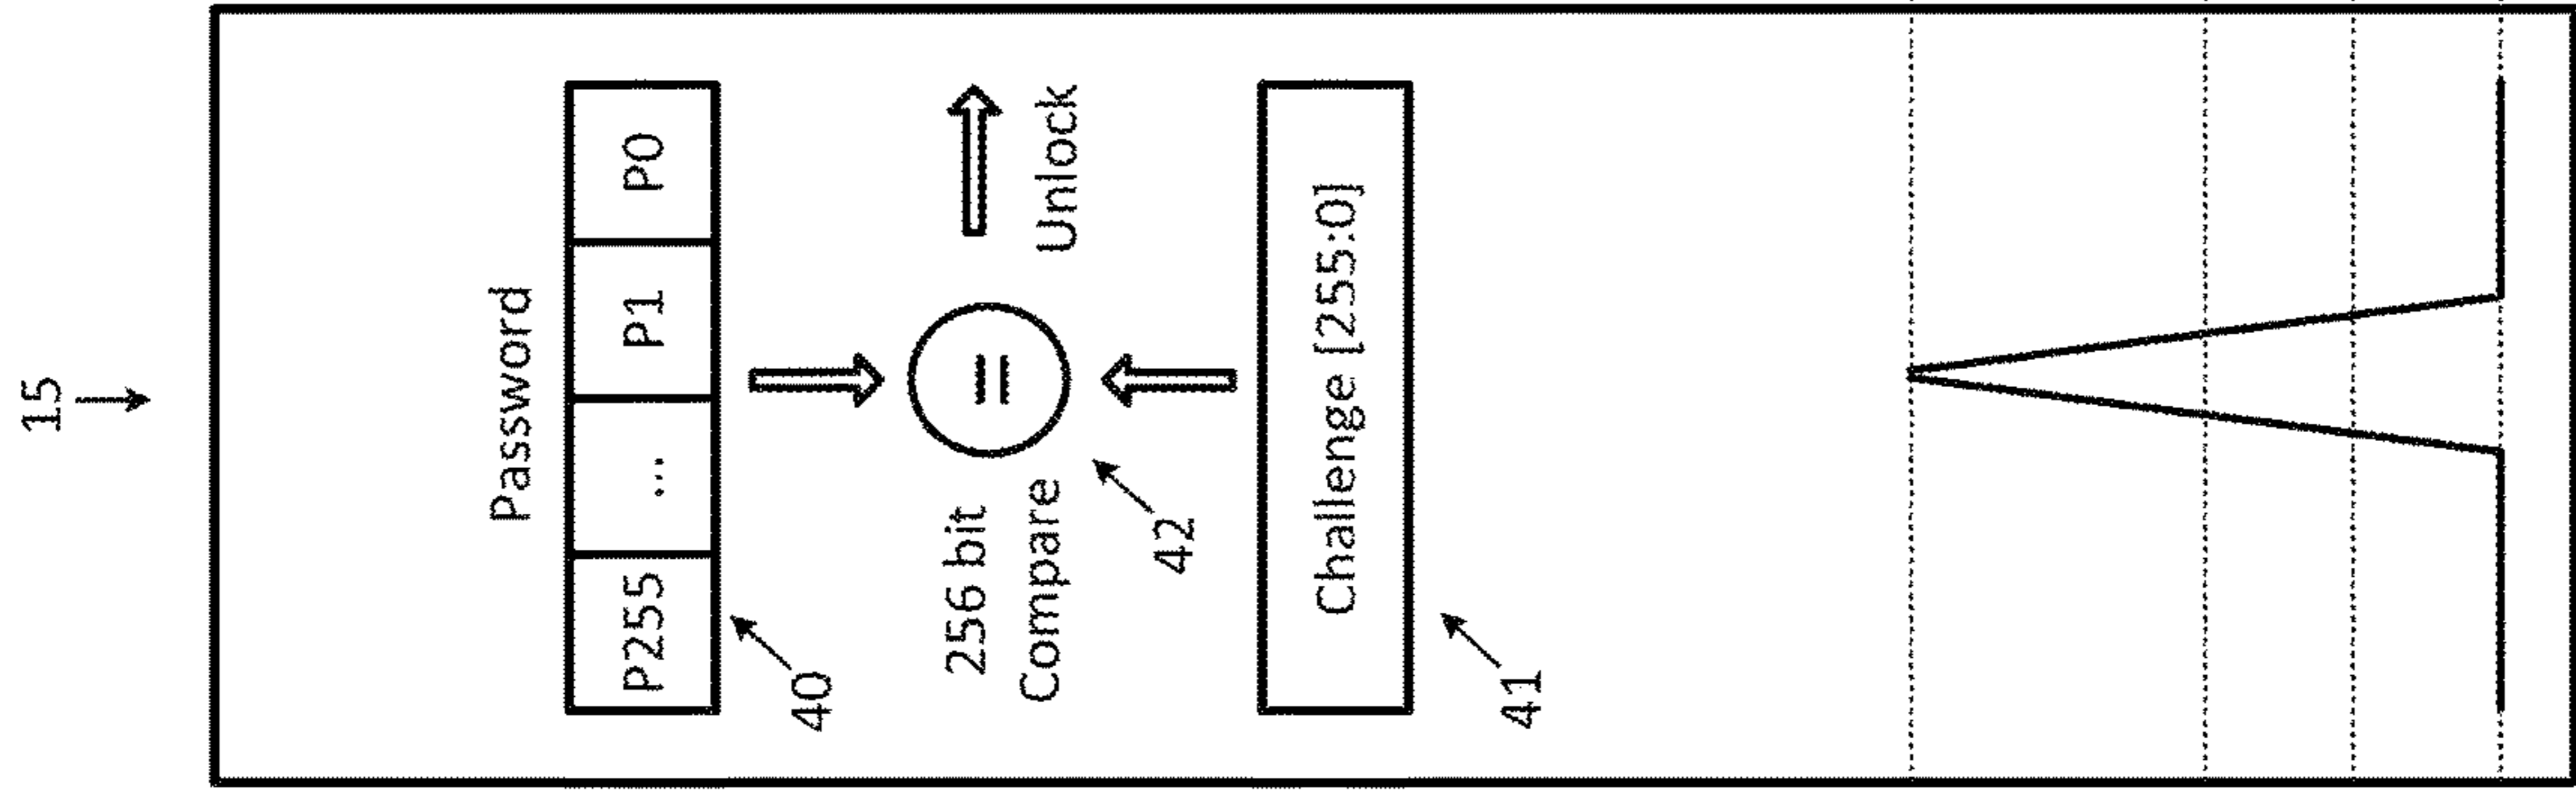 15
Password
P255
...
P1
P0
40
256 bit
Compare
=
Unlock
42
Challenge [255:0]
41